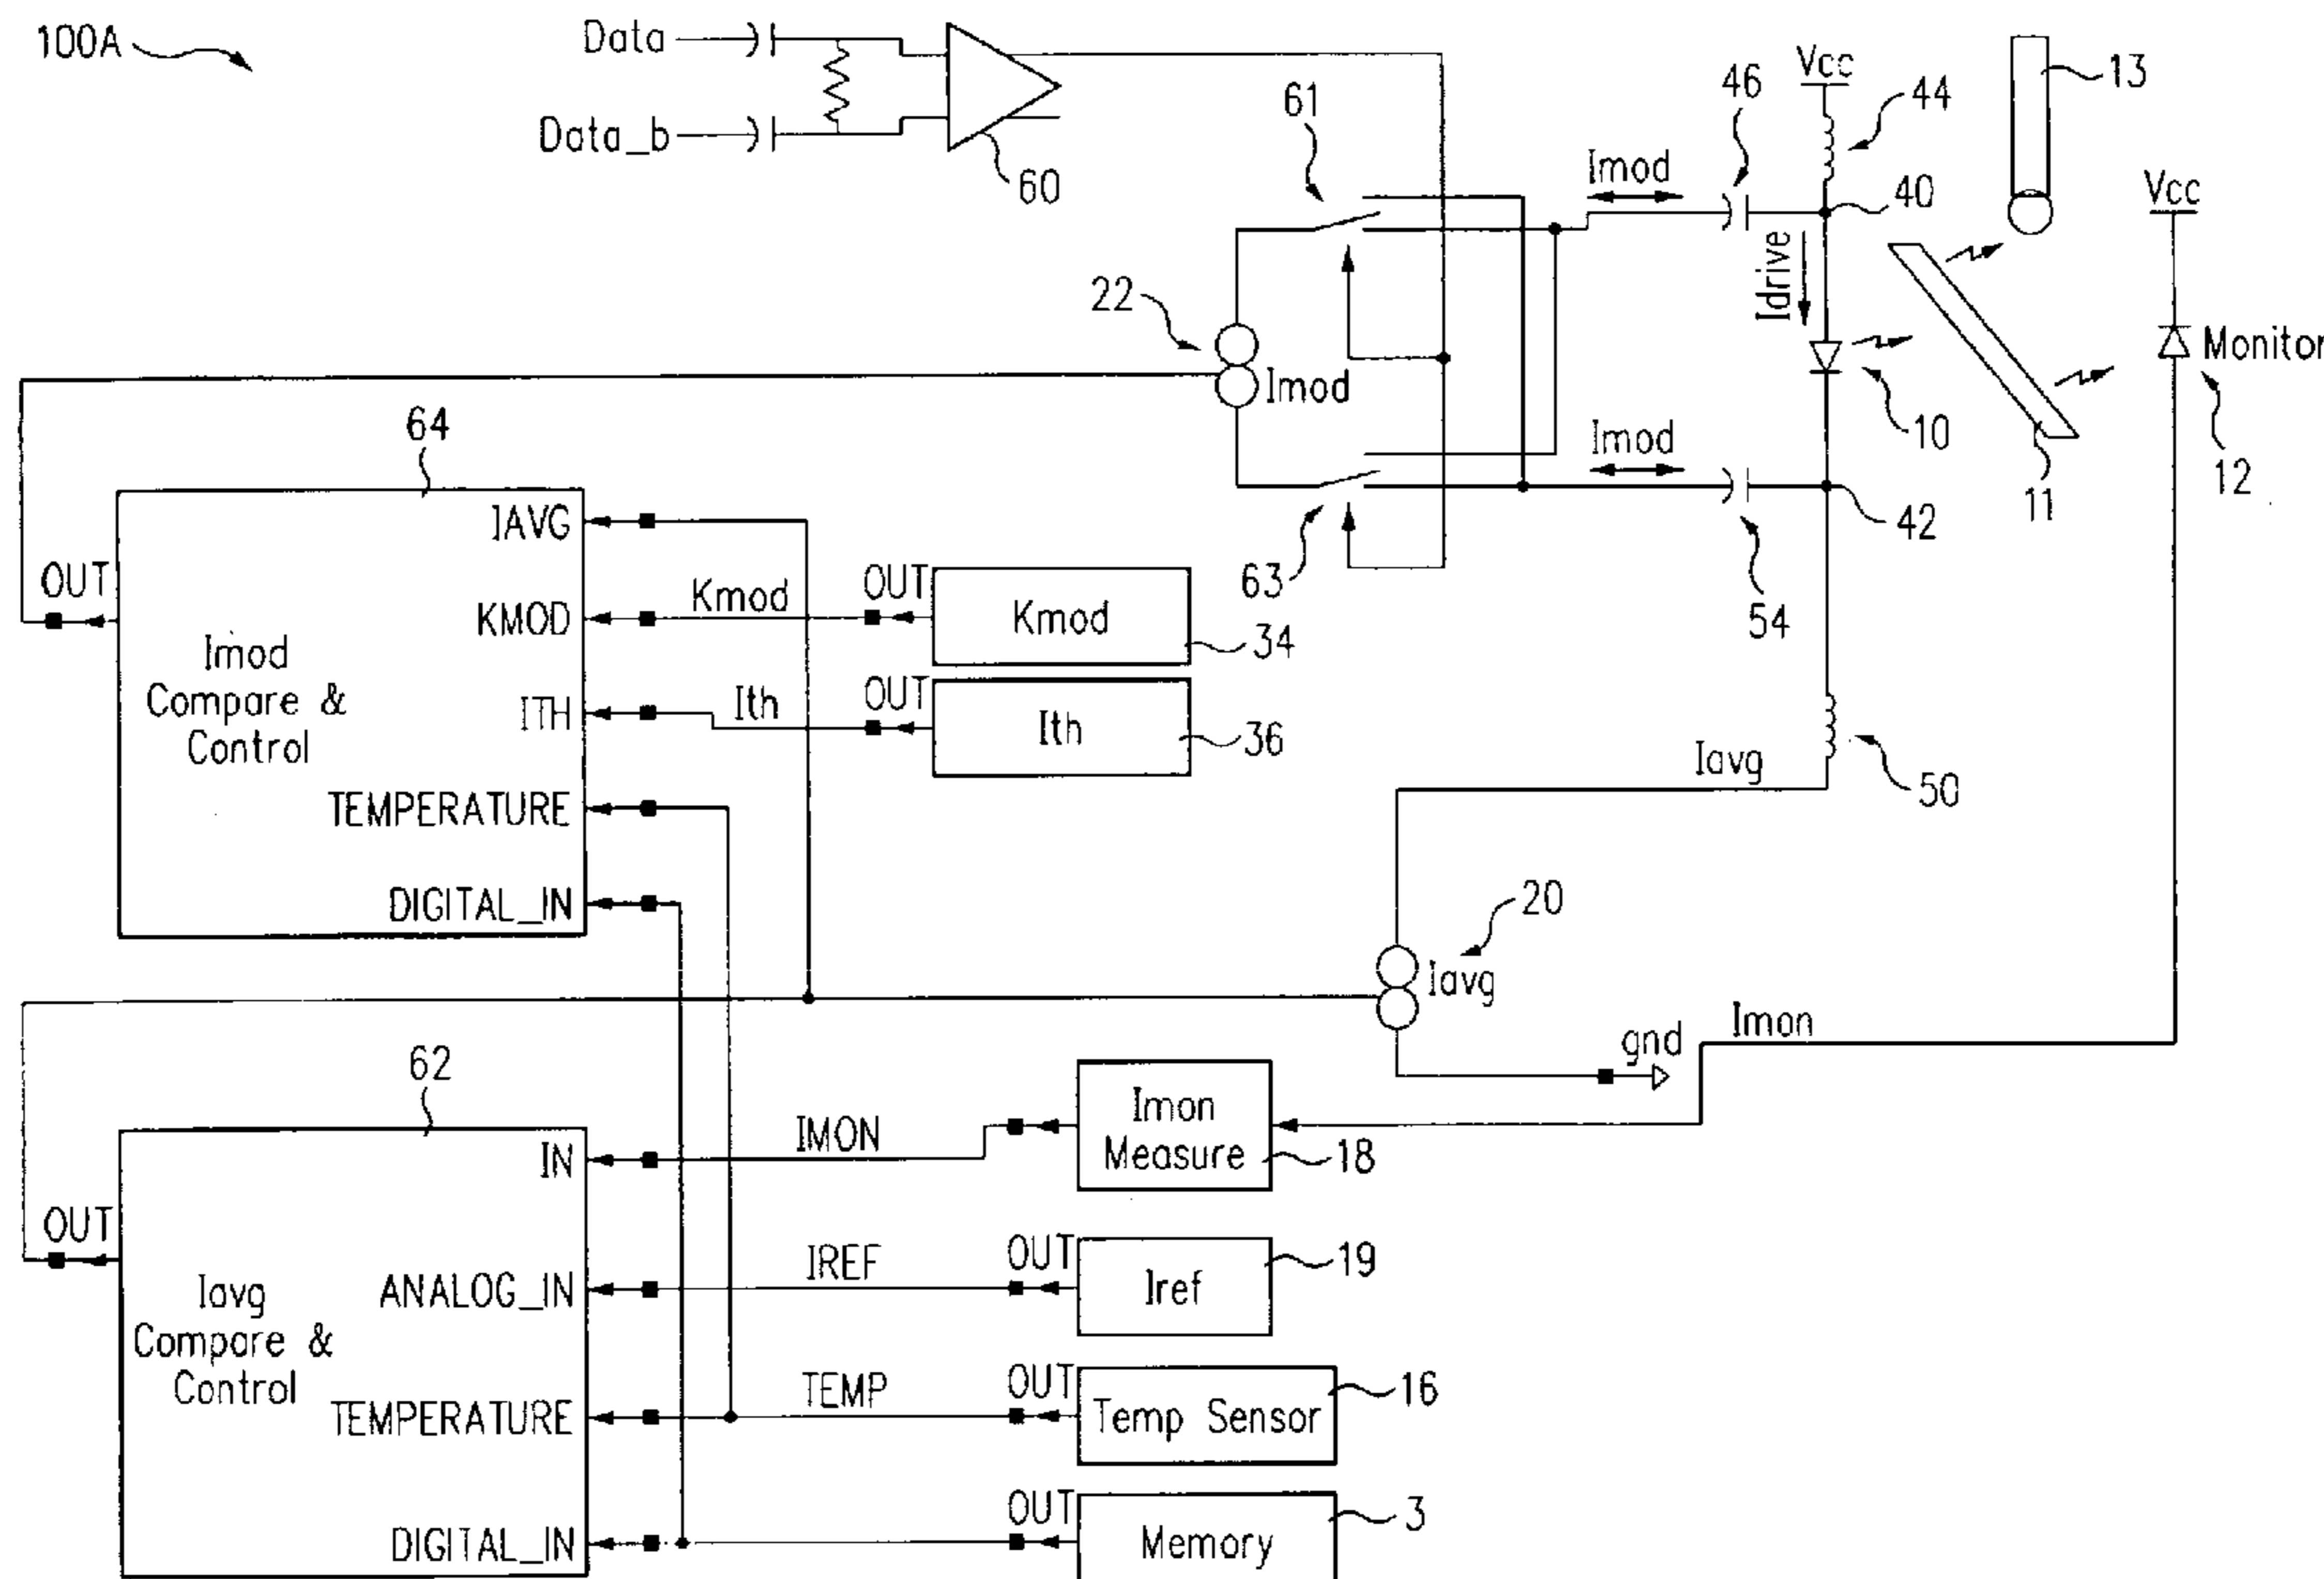 100A
Data
Data_b
60
61
46
Vcc
44
13
Imod
40
Vcc
Idrive
22
Imod
Monitor
10
11
12
Imod
42
63
54
64
IAVG
OUT
KMOD
Kmod
OUT
Kmod
34
Imod
Compare &
Control
ITH
Ith
OUT
Ith
36
TEMPERATURE
DIGITAL_IN
Iavg
50
20
Iavg
gnd
Imon
62
IN
IMON
Imon
Measure
18
OUT
ANALOG_IN
IREF
OUT
Iref
19
Iavg
Compare &
Control
TEMPERATURE
TEMP
OUT
Temp Sensor
16
DIGITAL_IN
OUT
Memory
3